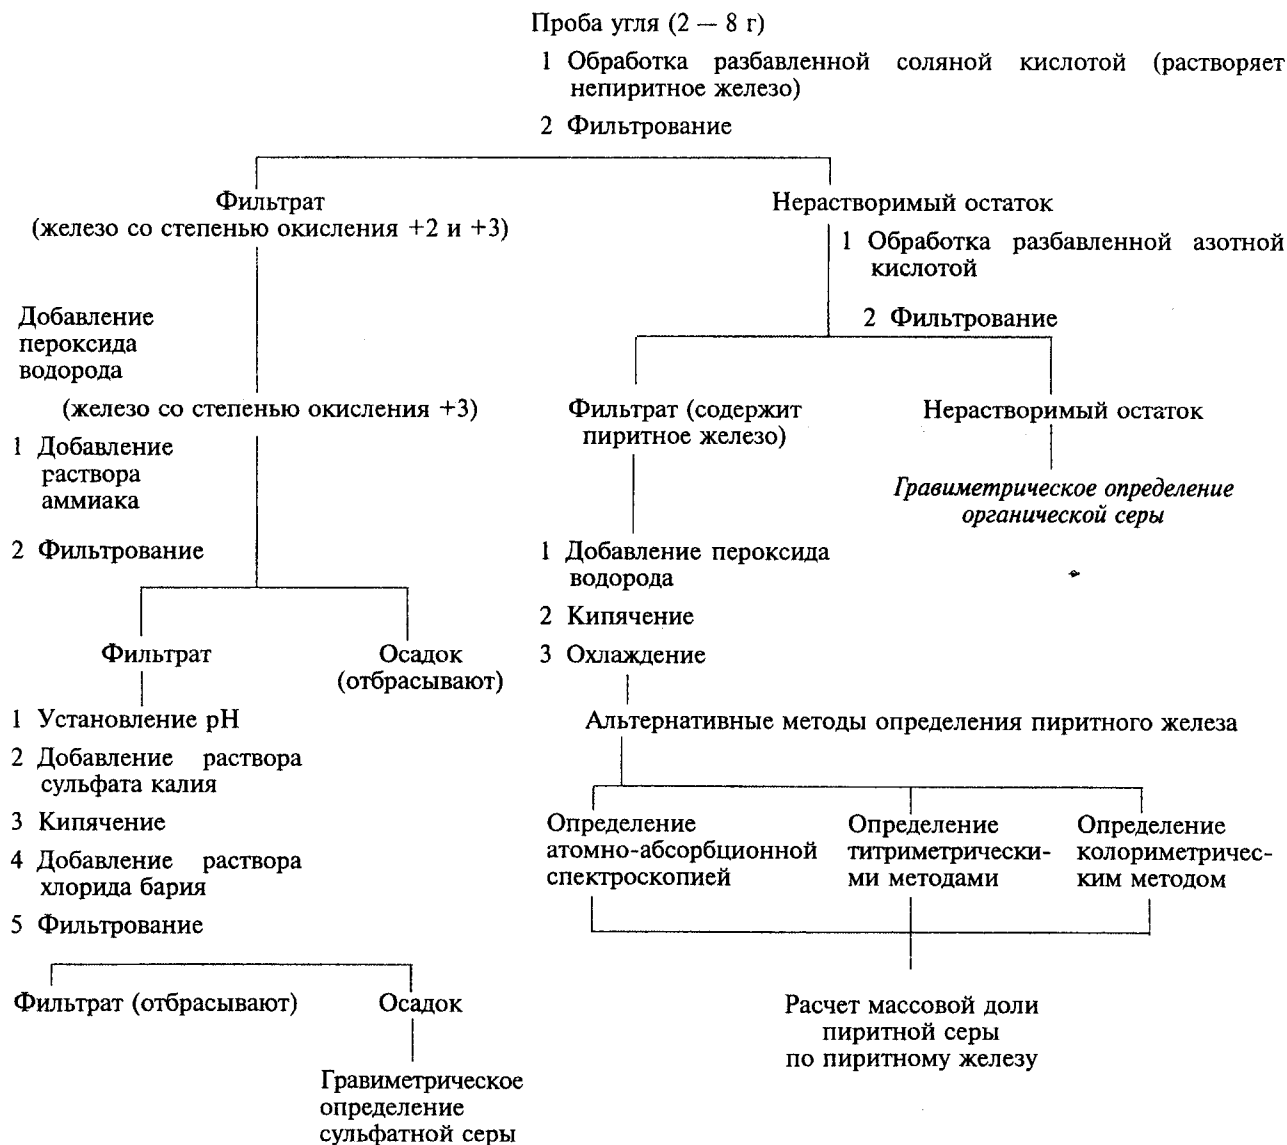 Проба угля (2 — 8 г)
1 Обработка разбавленной соляной кислотой (растворяет
непиритное железо)
2 Фильтрование
Фильтрат
(железо со степенью окисления +2 и +3)
Нерастворимый остаток
1 Обработка разбавленной азотной
кислотой
2 Фильтрование
Добавление
пероксида
водорода
(железо со степенью окисления +3)
1 Добавление
раствора
аммиака
2 Фильтрование
Фильтрат
Осадок
(отбрасывают)
1 Установление pH
2 Добавление раствора
сульфата калия
3 Кипячение
4 Добавление раствора
хлорида бария
5 Фильтрование
Фильтрат (отбрасывают)
Осадок
Гравиметрическое
определение
сульфатной серы
Фильтрат (содержит
пиритное железо)
Нерастворимый остаток
Гравиметрическое определение
органической серы
1 Добавление пероксида
водорода
2 Кипячение
3 Охлаждение
Альтернативные методы определения пиритного железа
Определение
атомно-абсорбционной
спектроскопией
Определение
титриметрически-
ми методами
Определение
колориметричес-
ким методом
Расчет массовой доли
пиритной серы
по пиритному железу